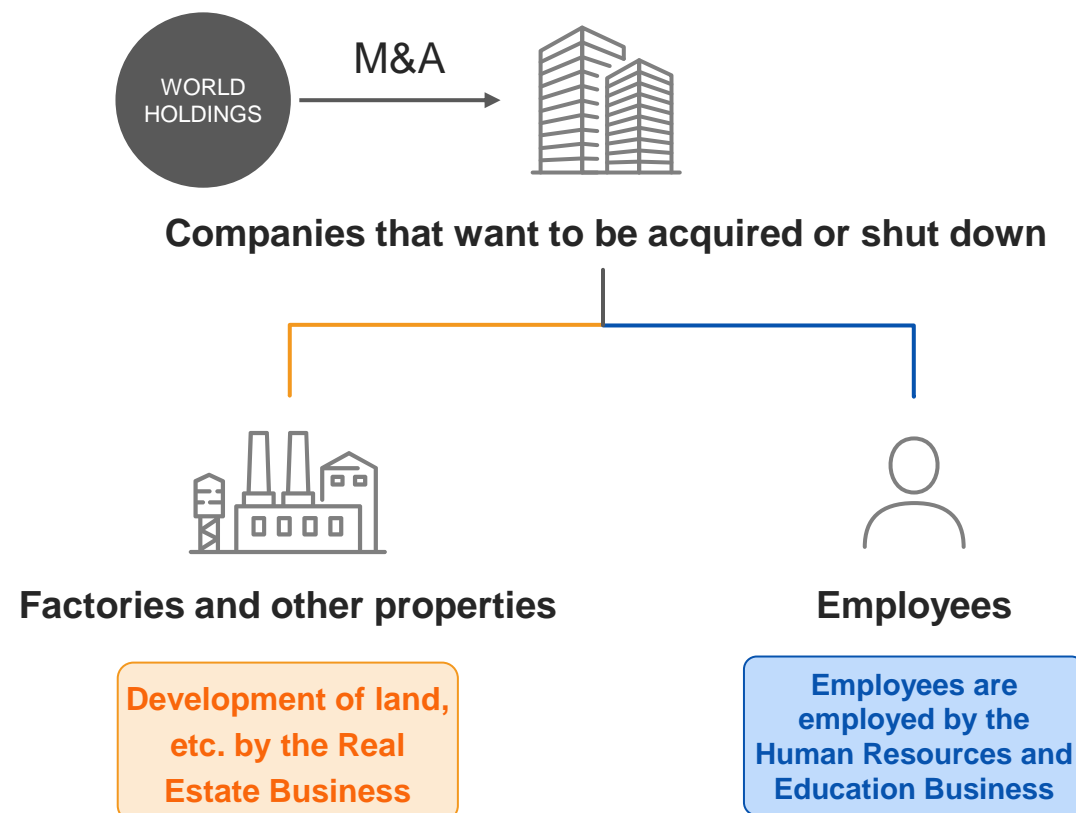 WORLD
HOLDINGS
M&A
Companies that want to be acquired or shut down
Factories and other properties
Employees
Development of land,
etc. by the Real
Estate Business
Employees are
employed by the
Human Resources and
Education Business